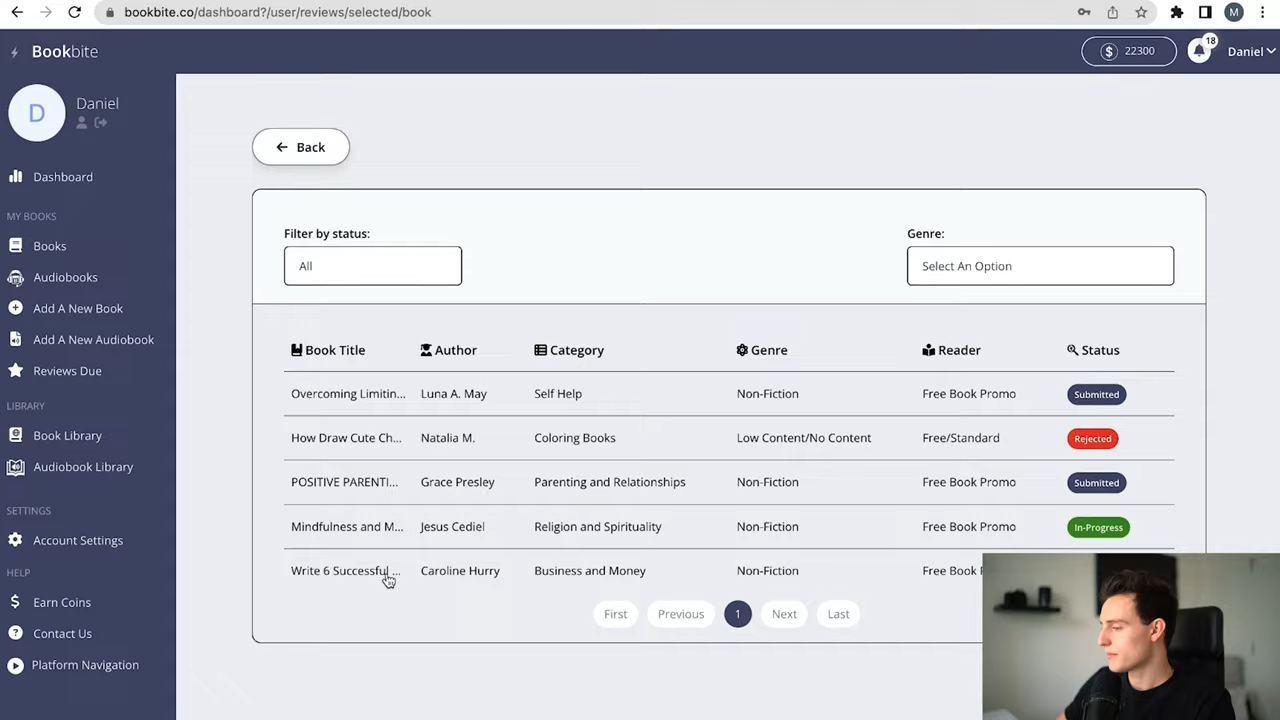 bookbite.co/dashboard?/user/reviews/selected/book
M
Bookbite
22300
18
Daniel
D
Daniel
Dashboard
MY BOOKS
Books
Audiobooks
Add A New Book
Add A New Audiobook
Reviews Due
LIBRARY
Book Library
Audiobook Library
SETTINGS
Account Settings
HELP
Earn Coins
Contact Us
Platform Navigation
Back
Filter by status:
All
Genre:
Select An Option
Book Title Author Category Genre Reader Status
Overcoming Limitin... Luna A. May Self Help Non-Fiction Free Book Promo Submitted
How Draw Cute Ch... Natalia M. Coloring Books Low Content/No Content Free/Standard Rejected
POSITIVE PARENTI... Grace Presley Parenting and Relationships Non-Fiction Free Book Promo Submitted
Mindfulness and M... Jesus Cediel Religion and Spirituality Non-Fiction Free Book Promo In-Progress
Write 6 Successful ... Caroline Hurry Business and Money Non-Fiction Free Book
First Previous 1 Next Last